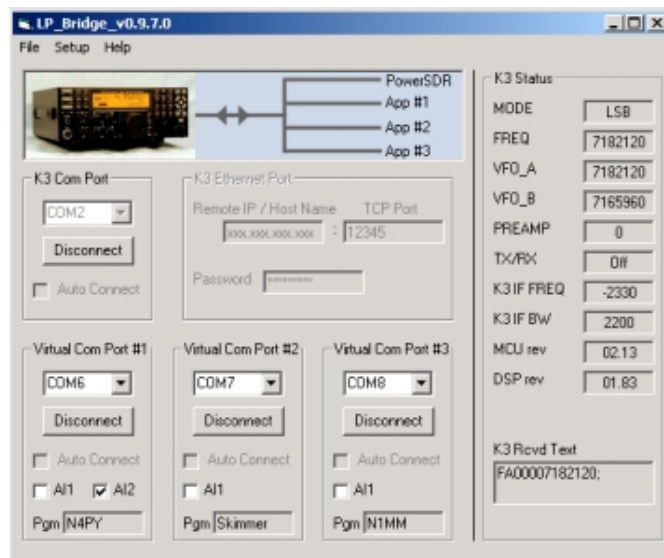 LP_Bridge_v0.9.7.0
File Setup Help
PowerSDR
App #1
App #2
App #3
K3 Com Port
COM2
Disconnect
Auto Connect
K3 Ethernet Port
Remote IP / Host Name TCP Port
xxx.xxx.xxx.xxx : 12345
Password ********
Virtual Com Port #1
COM6
Disconnect
Auto Connect
AI1 AI2
Pgm N4PY
Virtual Com Port #2
COM7
Disconnect
Auto Connect
AI1
Pgm Skimmer
Virtual Com Port #3
COM8
Disconnect
Auto Connect
AI1
Pgm N1MM
K3 Status
MODE LSB
FREQ 7182120
VFO_A 7182120
VFO_B 7165960
PREAMP 0
TX/RX Off
K3 IF FREQ -2330
K3 IF BW 2200
MCU rev 02.13
DSP rev 01.83
K3 Rcvd Text
FA00007182120;